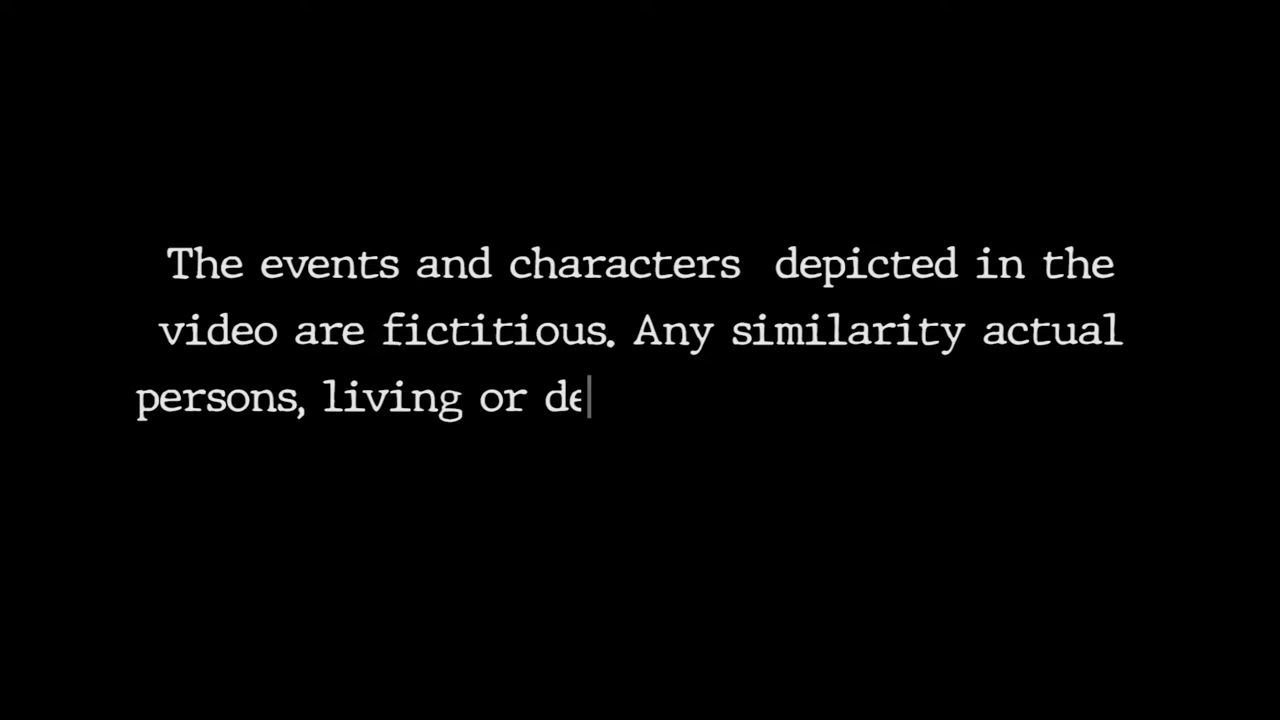 The events and characters  depicted in the
video are fictitious. Any similarity actual
persons, living or de